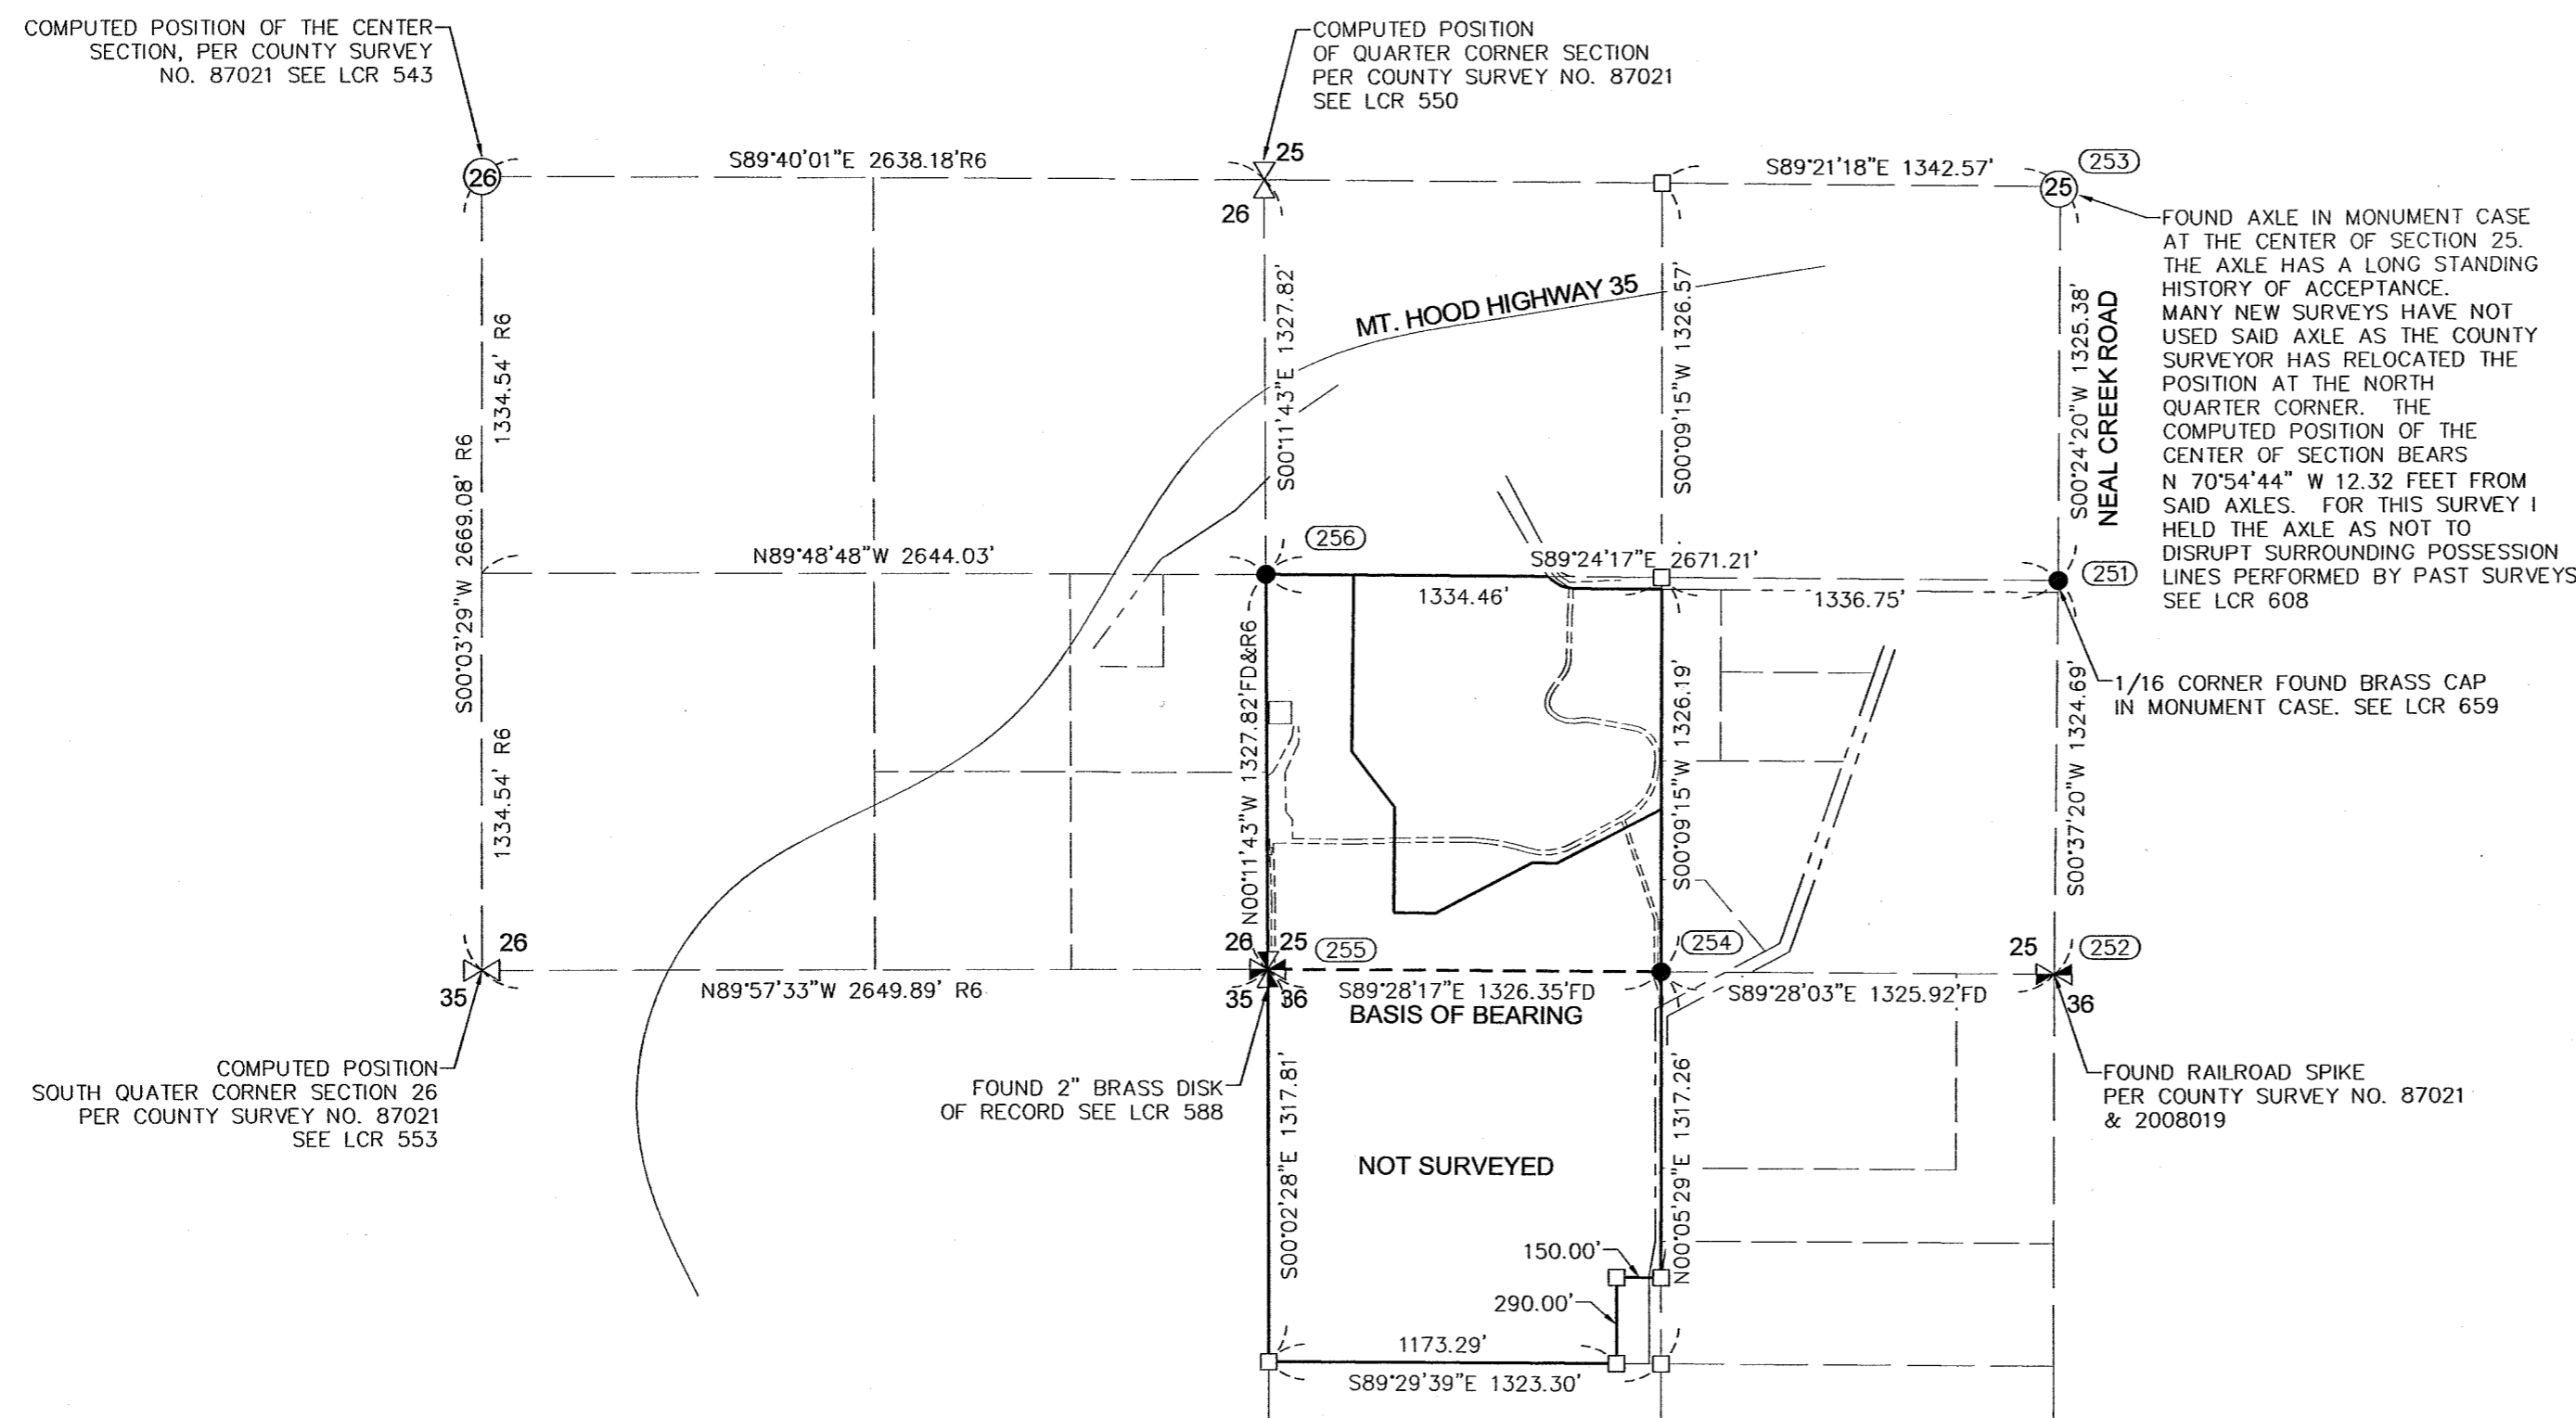 COMPUTED POSITION OF THE CENTER
SECTION, PER COUNTY SURVEY
NO. 87021 SEE LCR 543
COMPUTED POSITION
OF QUARTER CORNER SECTION
PER COUNTY SURVEY NO. 87021
SEE LCR 550
26
S89°40'01"E 2638.18'R6
25
26
S89°21'18"E 1342.57'
253
25
FOUND AXLE IN MONUMENT CASE
AT THE CENTER OF SECTION 25.
THE AXLE HAS A LONG STANDING
HISTORY OF ACCEPTANCE.
MANY NEW SURVEYS HAVE NOT
USED SAID AXLE AS THE COUNTY
SURVEYOR HAS RELOCATED THE
POSITION AT THE NORTH
QUARTER CORNER. THE
COMPUTED POSITION OF THE
CENTER OF SECTION BEARS
N 70°54'44" W 12.32 FEET FROM
SAID AXLES. FOR THIS SURVEY I
HELD THE AXLE AS NOT TO
DISRUPT SURROUNDING POSSESSION
LINES PERFORMED BY PAST SURVEYS
SEE LCR 608
1334.54' R6
S00°03'29"W 2669.08' R6
1334.54' R6
S00°11'43"E 1327.82'
MT. HOOD HIGHWAY 35
S00°09'15"W 1326.57'
S00°24'20"W 1325.38'
NEAL CREEK ROAD
N89°48'48"W 2644.03'
256
S89°24'17"E 2671.21'
1334.46'
1336.75'
251
1/16 CORNER FOUND BRASS CAP
IN MONUMENT CASE. SEE LCR 659
N00°11'43"W 1327.82'FD&R6
S00°09'15"W 1326.19'
S00°37'20"W 1324.69'
26
35
N89°57'33"W 2649.89' R6
26
25
255
35
36
S89°28'17"E 1326.35'FD
BASIS OF BEARING
254
S89°28'03"E 1325.92'FD
25
252
36
COMPUTED POSITION
SOUTH QUATER CORNER SECTION 26
PER COUNTY SURVEY NO. 87021
SEE LCR 553
FOUND 2" BRASS DISK
OF RECORD SEE LCR 588
FOUND RAILROAD SPIKE
PER COUNTY SURVEY NO. 87021
& 2008019
S00°02'28"E 1317.81'
NOT SURVEYED
N00°05'29"E 1317.26'
150.00'
290.00'
1173.29'
S89°29'39"E 1323.30'